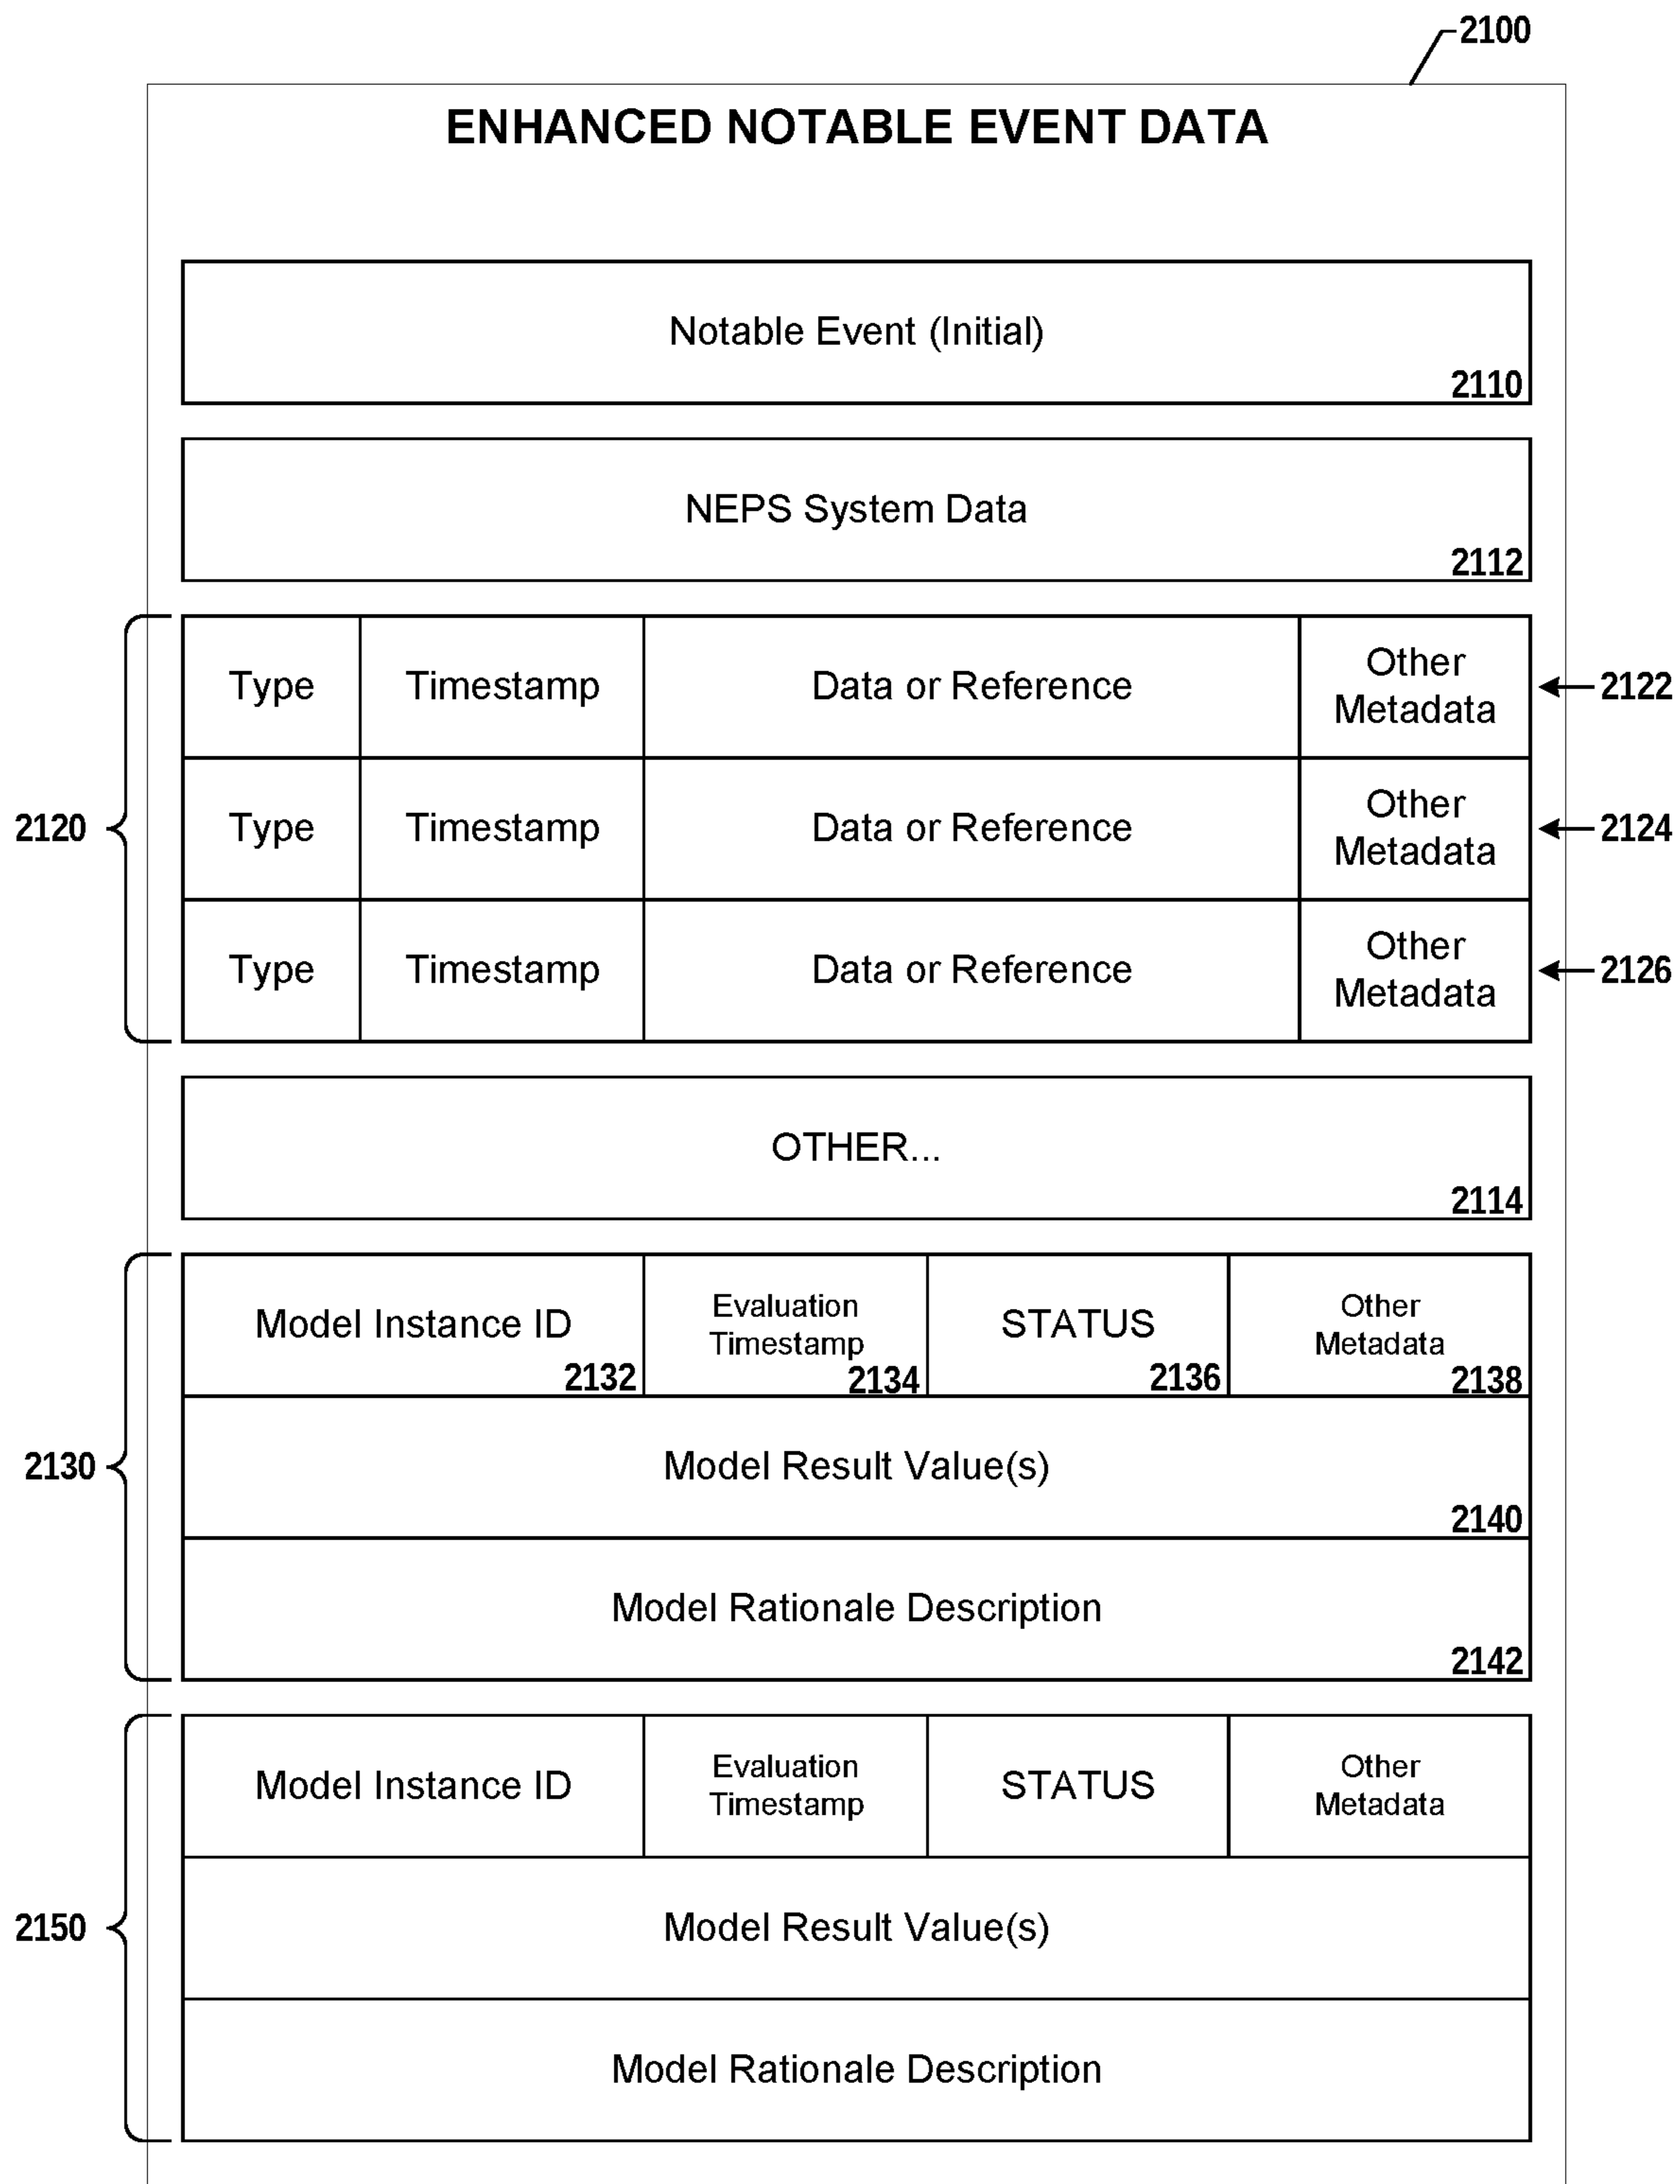 2100
ENHANCED NOTABLE EVENT DATA
Notable Event (Initial)
2110
NEPS System Data
2112
2120
Type Timestamp Data or Reference Other Metadata 2122
Type Timestamp Data or Reference Other Metadata 2124
Type Timestamp Data or Reference Other Metadata 2126
OTHER...
2114
2130
Model Instance ID
2132
Evaluation
Timestamp
2134
STATUS
2136
Other
Metadata
2138
Model Result Value(s)
2140
Model Rationale Description
2142
2150
Model Instance ID
Evaluation
Timestamp
STATUS
Other
Metadata
Model Result Value(s)
Model Rationale Description